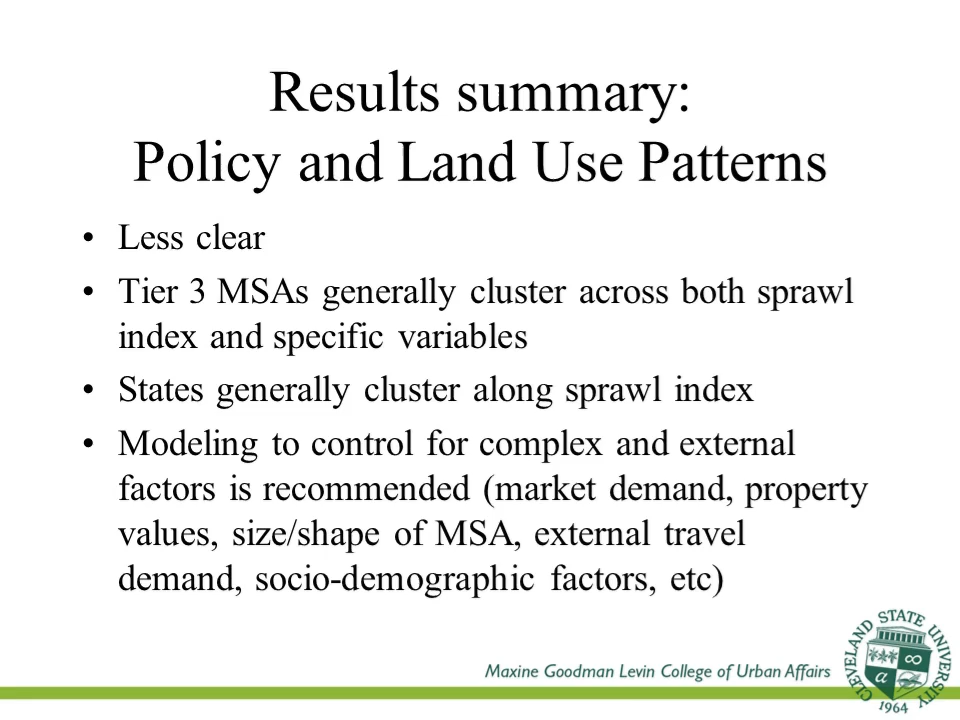 Results summary:
Policy and Land Use Patterns
• Less clear
• Tier 3 MSAs generally cluster across both sprawl
index and specific variables
• States generally cluster along sprawl index
• Modeling to control for complex and external
factors is recommended (market demand, property
values, size/shape of MSA, external travel
demand, socio-demographic factors, etc)
Maxine Goodman Levin College of Urban Affairs
CLEVELAND STATE UNIVERSITY
1964